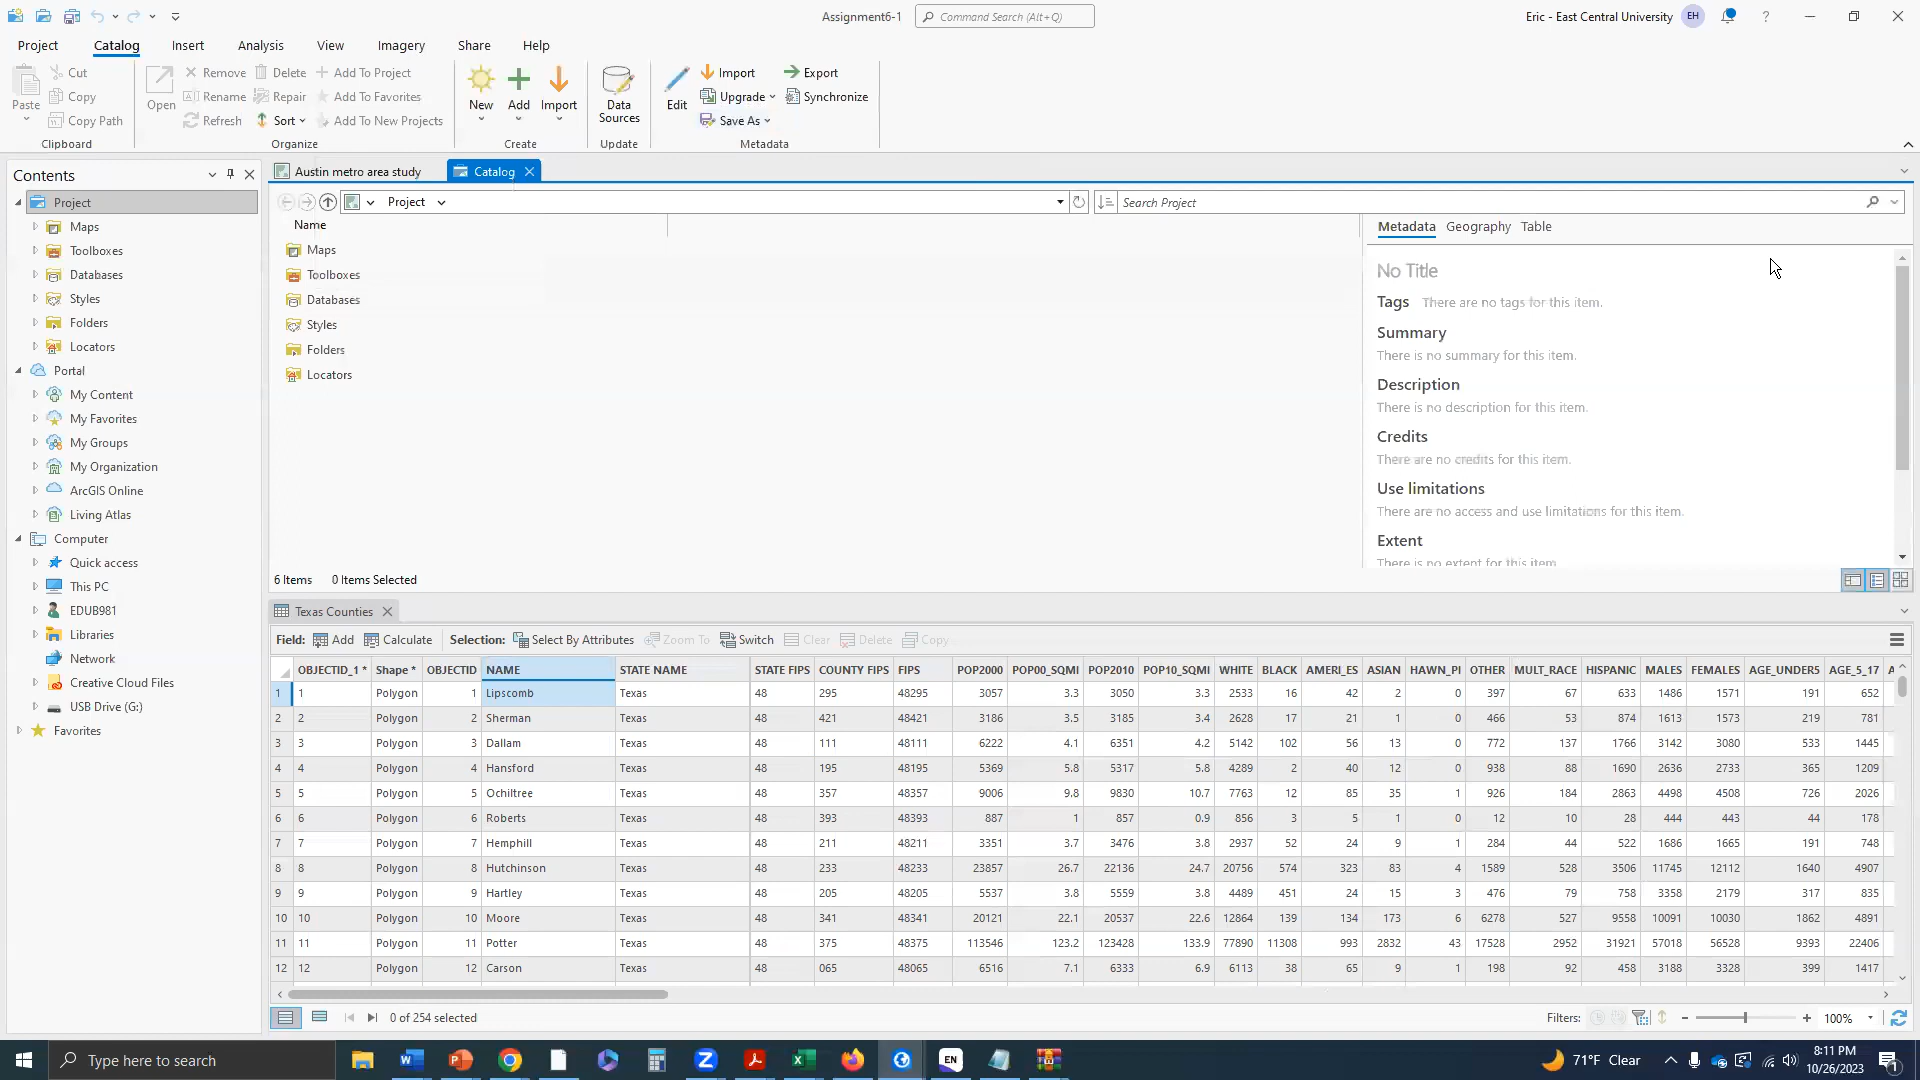 Assignment6-1
Command Search (Alt+Q)
Eric - East Central University
EH
?
Project
Catalog
Insert
Analysis
View
Imagery
Share
Help
Paste
Cut
Copy
Copy Path
Clipboard
Open
Remove
Rename
Refresh
Delete
Repair
Sort
Add To Project
Add To Favorites
Add To New Projects
Organize
New
Add
Import
Create
Data
Sources
Update
Edit
Import
Upgrade
Save As
Export
Synchronize
Metadata
Contents
Project
Maps
Toolboxes
Databases
Styles
Folders
Locators
Portal
My Content
My Favorites
My Groups
My Organization
ArcGIS Online
Living Atlas
Computer
Quick access
This PC
EDUB981
Libraries
Network
Creative Cloud Files
USB Drive (G:)
Favorites
Austin metro area study
Catalog
Project
Search Project
Name
Maps
Toolboxes
Databases
Styles
Folders
Locators
6 Items 0 Items Selected
Metadata Geography Table
No Title
Tags There are no tags for this item.
Summary
There is no summary for this item.
Description
There is no description for this item.
Credits
There are no credits for this item.
Use limitations
There are no access and use limitations for this item.
Extent
There is no extent for this item.
Texas Counties
Field: Add Calculate Selection: Select By Attributes Zoom To Switch Clear Delete Copy
OBJECTID_1 * Shape * OBJECTID NAME STATE NAME STATE FIPS COUNTY FIPS FIPS POP2000 POP00_SQMI POP2010 POP10_SQMI WHITE BLACK AMERI_ES ASIAN HAWN_PI OTHER MULT_RACE HISPANIC MALES FEMALES AGE_UNDER5 AGE_5_17 A
1 1 Polygon 1 Lipscomb Texas 48 295 48295 3057 3.3 3050 3.3 2533 16 42 2 0 397 67 633 1486 1571 191 652
2 2 Polygon 2 Sherman Texas 48 421 48421 3186 3.5 3185 3.4 2628 17 21 1 0 466 53 874 1613 1573 219 781
3 3 Polygon 3 Dallam Texas 48 111 48111 6222 4.1 6351 4.2 5142 102 56 13 0 772 137 1766 3142 3080 533 1445
4 4 Polygon 4 Hansford Texas 48 195 48195 5369 5.8 5317 5.8 4289 2 40 12 0 938 88 1690 2636 2733 365 1209
5 5 Polygon 5 Ochiltree Texas 48 357 48357 9006 9.8 9830 10.7 7763 12 85 35 1 926 184 2863 4498 4508 726 2026
6 6 Polygon 6 Roberts Texas 48 393 48393 887 1 857 0.9 856 3 5 1 0 12 10 28 444 443 44 178
7 7 Polygon 7 Hemphill Texas 48 211 48211 3351 3.7 3476 3.8 2937 52 24 9 1 284 44 522 1686 1665 191 748
8 8 Polygon 8 Hutchinson Texas 48 233 48233 23857 26.7 22136 24.7 20756 574 323 83 4 1589 528 3506 11745 12112 1640 4907
9 9 Polygon 9 Hartley Texas 48 205 48205 5537 3.8 5559 3.8 4489 451 24 15 3 476 79 758 3358 2179 317 835
10 10 Polygon 10 Moore Texas 48 341 48341 20121 22.1 20537 22.6 12864 139 134 173 6 6278 527 9558 10091 10030 1862 4891
11 11 Polygon 11 Potter Texas 48 375 48375 113546 123.2 123428 133.9 77890 11308 993 2832 43 17528 2952 31921 57018 56528 9393 22406
12 12 Polygon 12 Carson Texas 48 065 48065 6516 7.1 6333 6.9 6113 38 65 9 1 198 92 458 3188 3328 399 1417
0 of 254 selected
Filters:
100%
Type here to search
EN
71°F Clear
8:11 PM
10/26/2023
1